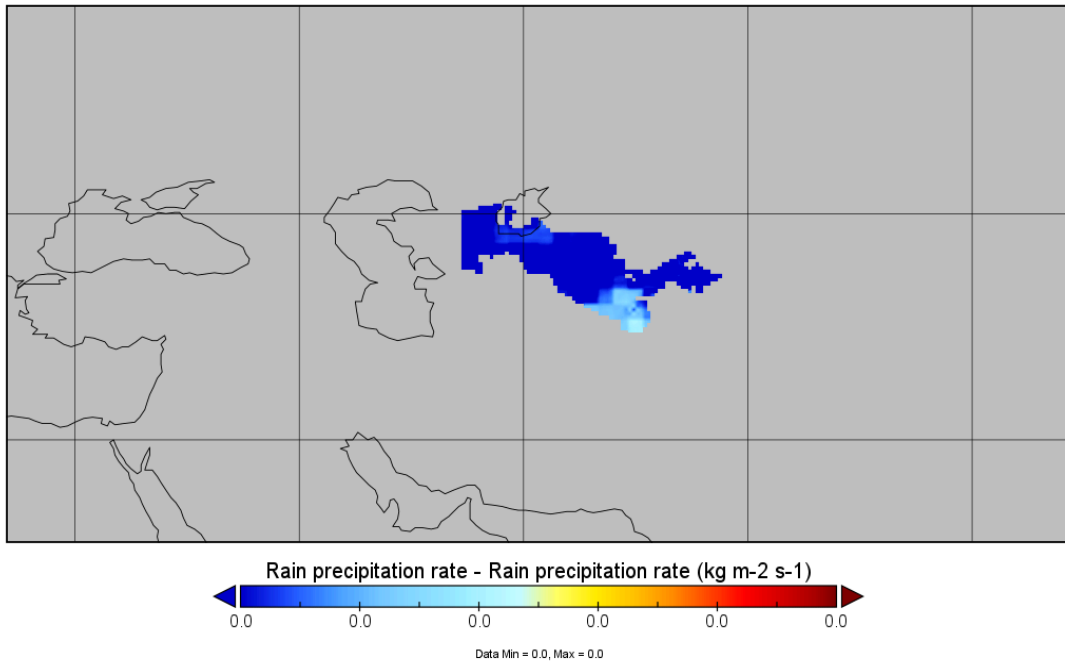 Rain precipitation rate - Rain precipitation rate (kg m-2 s-1)
0.0 0.0 0.0 0.0 0.0 0.0
Data Min = 0.0, Max = 0.0